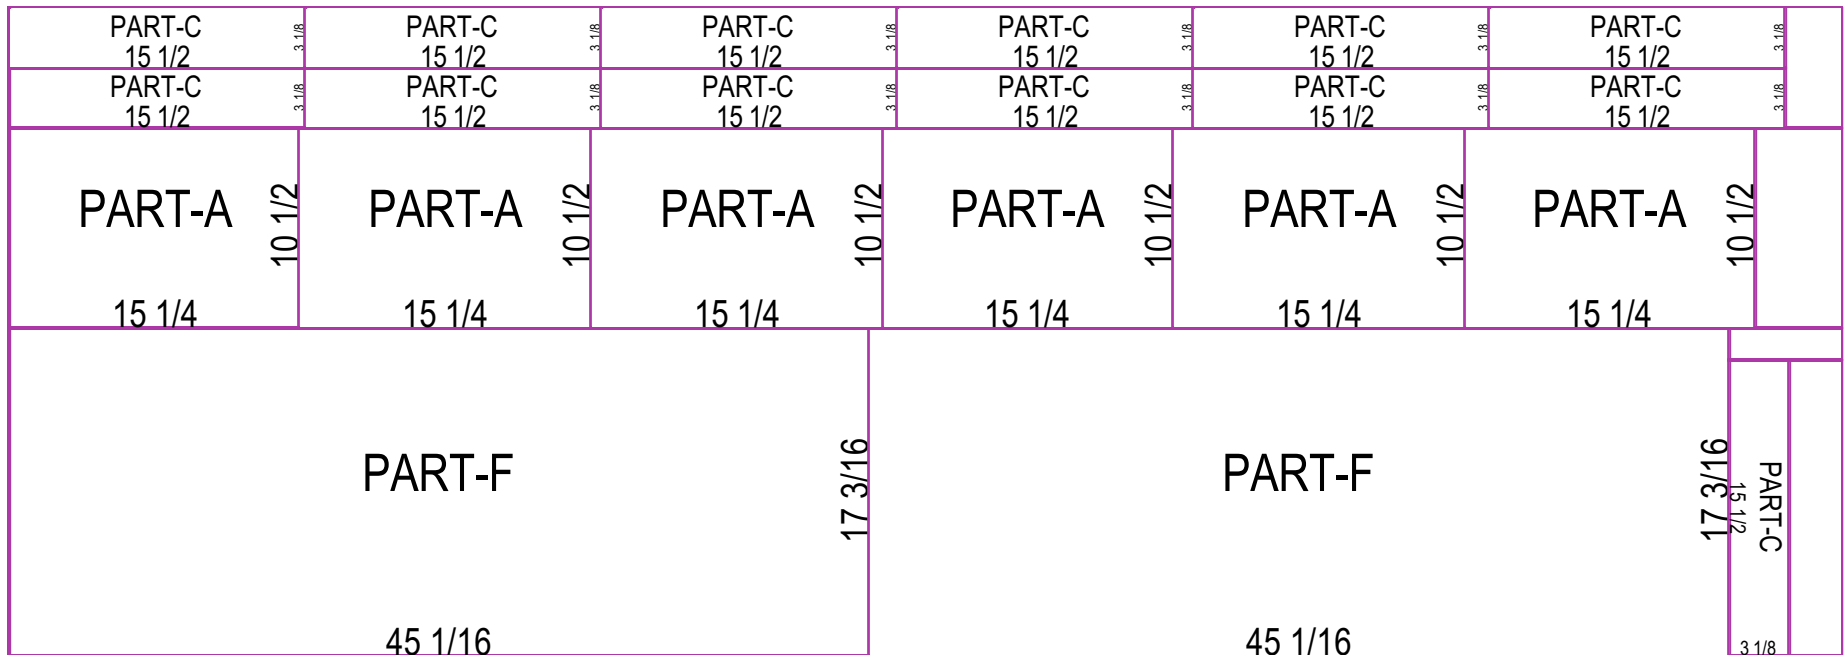 PART-C 3 1/8 PART-C 3 1/8 PART-C 3 1/8 PART-C 3 1/8 PART-C 3 1/8 PART-C 3 1/8
15 1/2 15 1/2 15 1/2 15 1/2 15 1/2 15 1/2
PART-C 3 1/8 PART-C 3 1/8 PART-C 3 1/8 PART-C 3 1/8 PART-C 3 1/8 PART-C 3 1/8
15 1/2 15 1/2 15 1/2 15 1/2 15 1/2 15 1/2
PART-A 10 1/2 PART-A 10 1/2 PART-A 10 1/2 PART-A 10 1/2 PART-A 10 1/2 PART-A 10 1/2
15 1/4 15 1/4 15 1/4 15 1/4 15 1/4 15 1/4
PART-F 17 3/16 PART-F 17 3/16 15 1/2 PART-C
45 1/16 45 1/16 3 1/8